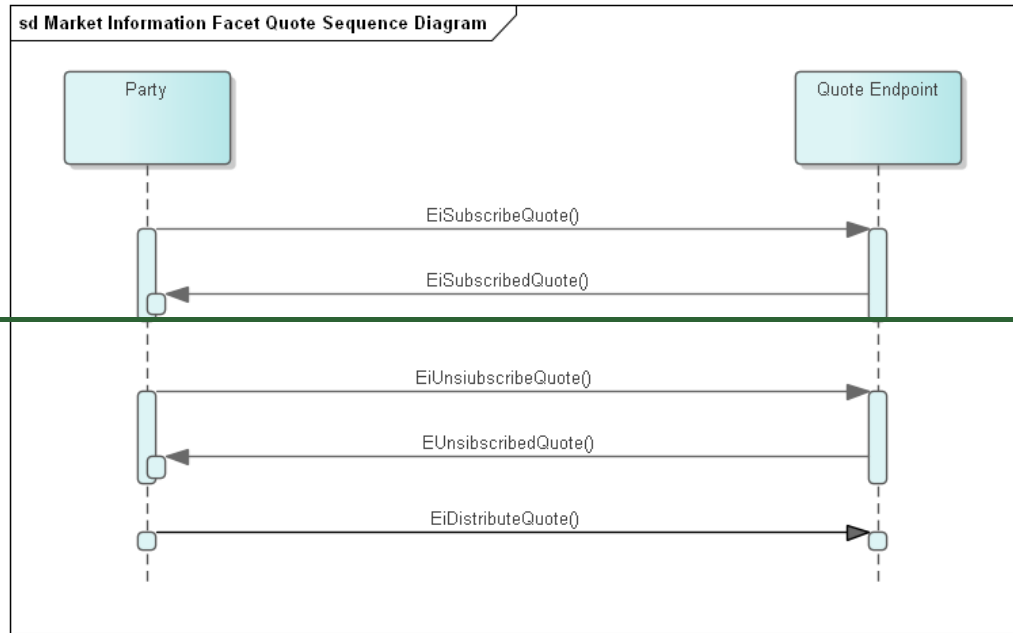 sd Market Information Facet Quote Sequence Diagram
Party
Quote Endpoint
EiSubscribeQuote()
EiSubscribedQuote()
EiUnsiubscribeQuote()
EUnsibscribedQuote()
EiDistributeQuote()